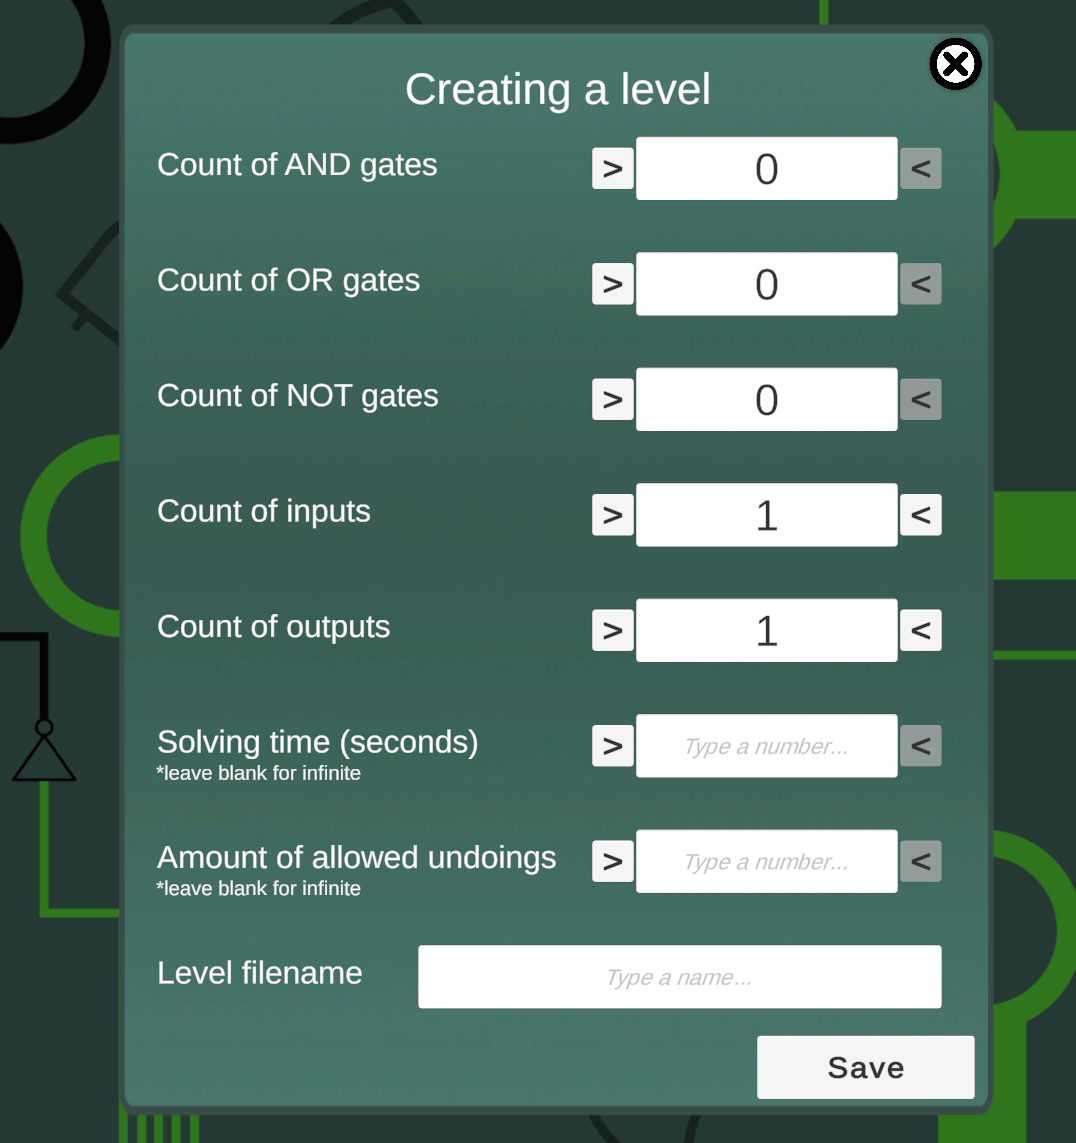 Creating a level
Count of AND gates > 0 <
Count of OR gates > 0 <
Count of NOT gates > 0 <
Count of inputs > 1 <
Count of outputs > 1 <
Solving time (seconds) > Type a number... <
*leave blank for infinite
Amount of allowed undoings > Type a number... <
*leave blank for infinite
Level filename Type a name...
Save